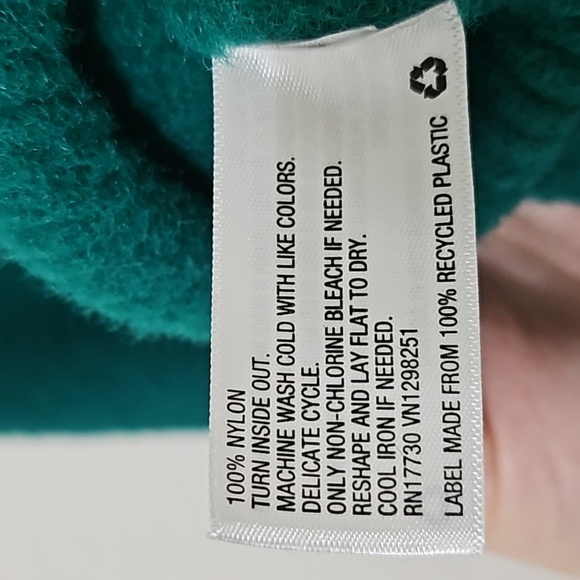 100% NYLON
TURN INSIDE OUT.
MACHINE WASH COLD WITH LIKE COLORS.
DELICATE CYCLE.
ONLY NON-CHLORINE BLEACH IF NEEDED.
RESHAPE AND LAY FLAT TO DRY.
COOL IRON IF NEEDED.
RN17730 VN1298251
LABEL MADE FROM 100% RECYCLED PLASTIC